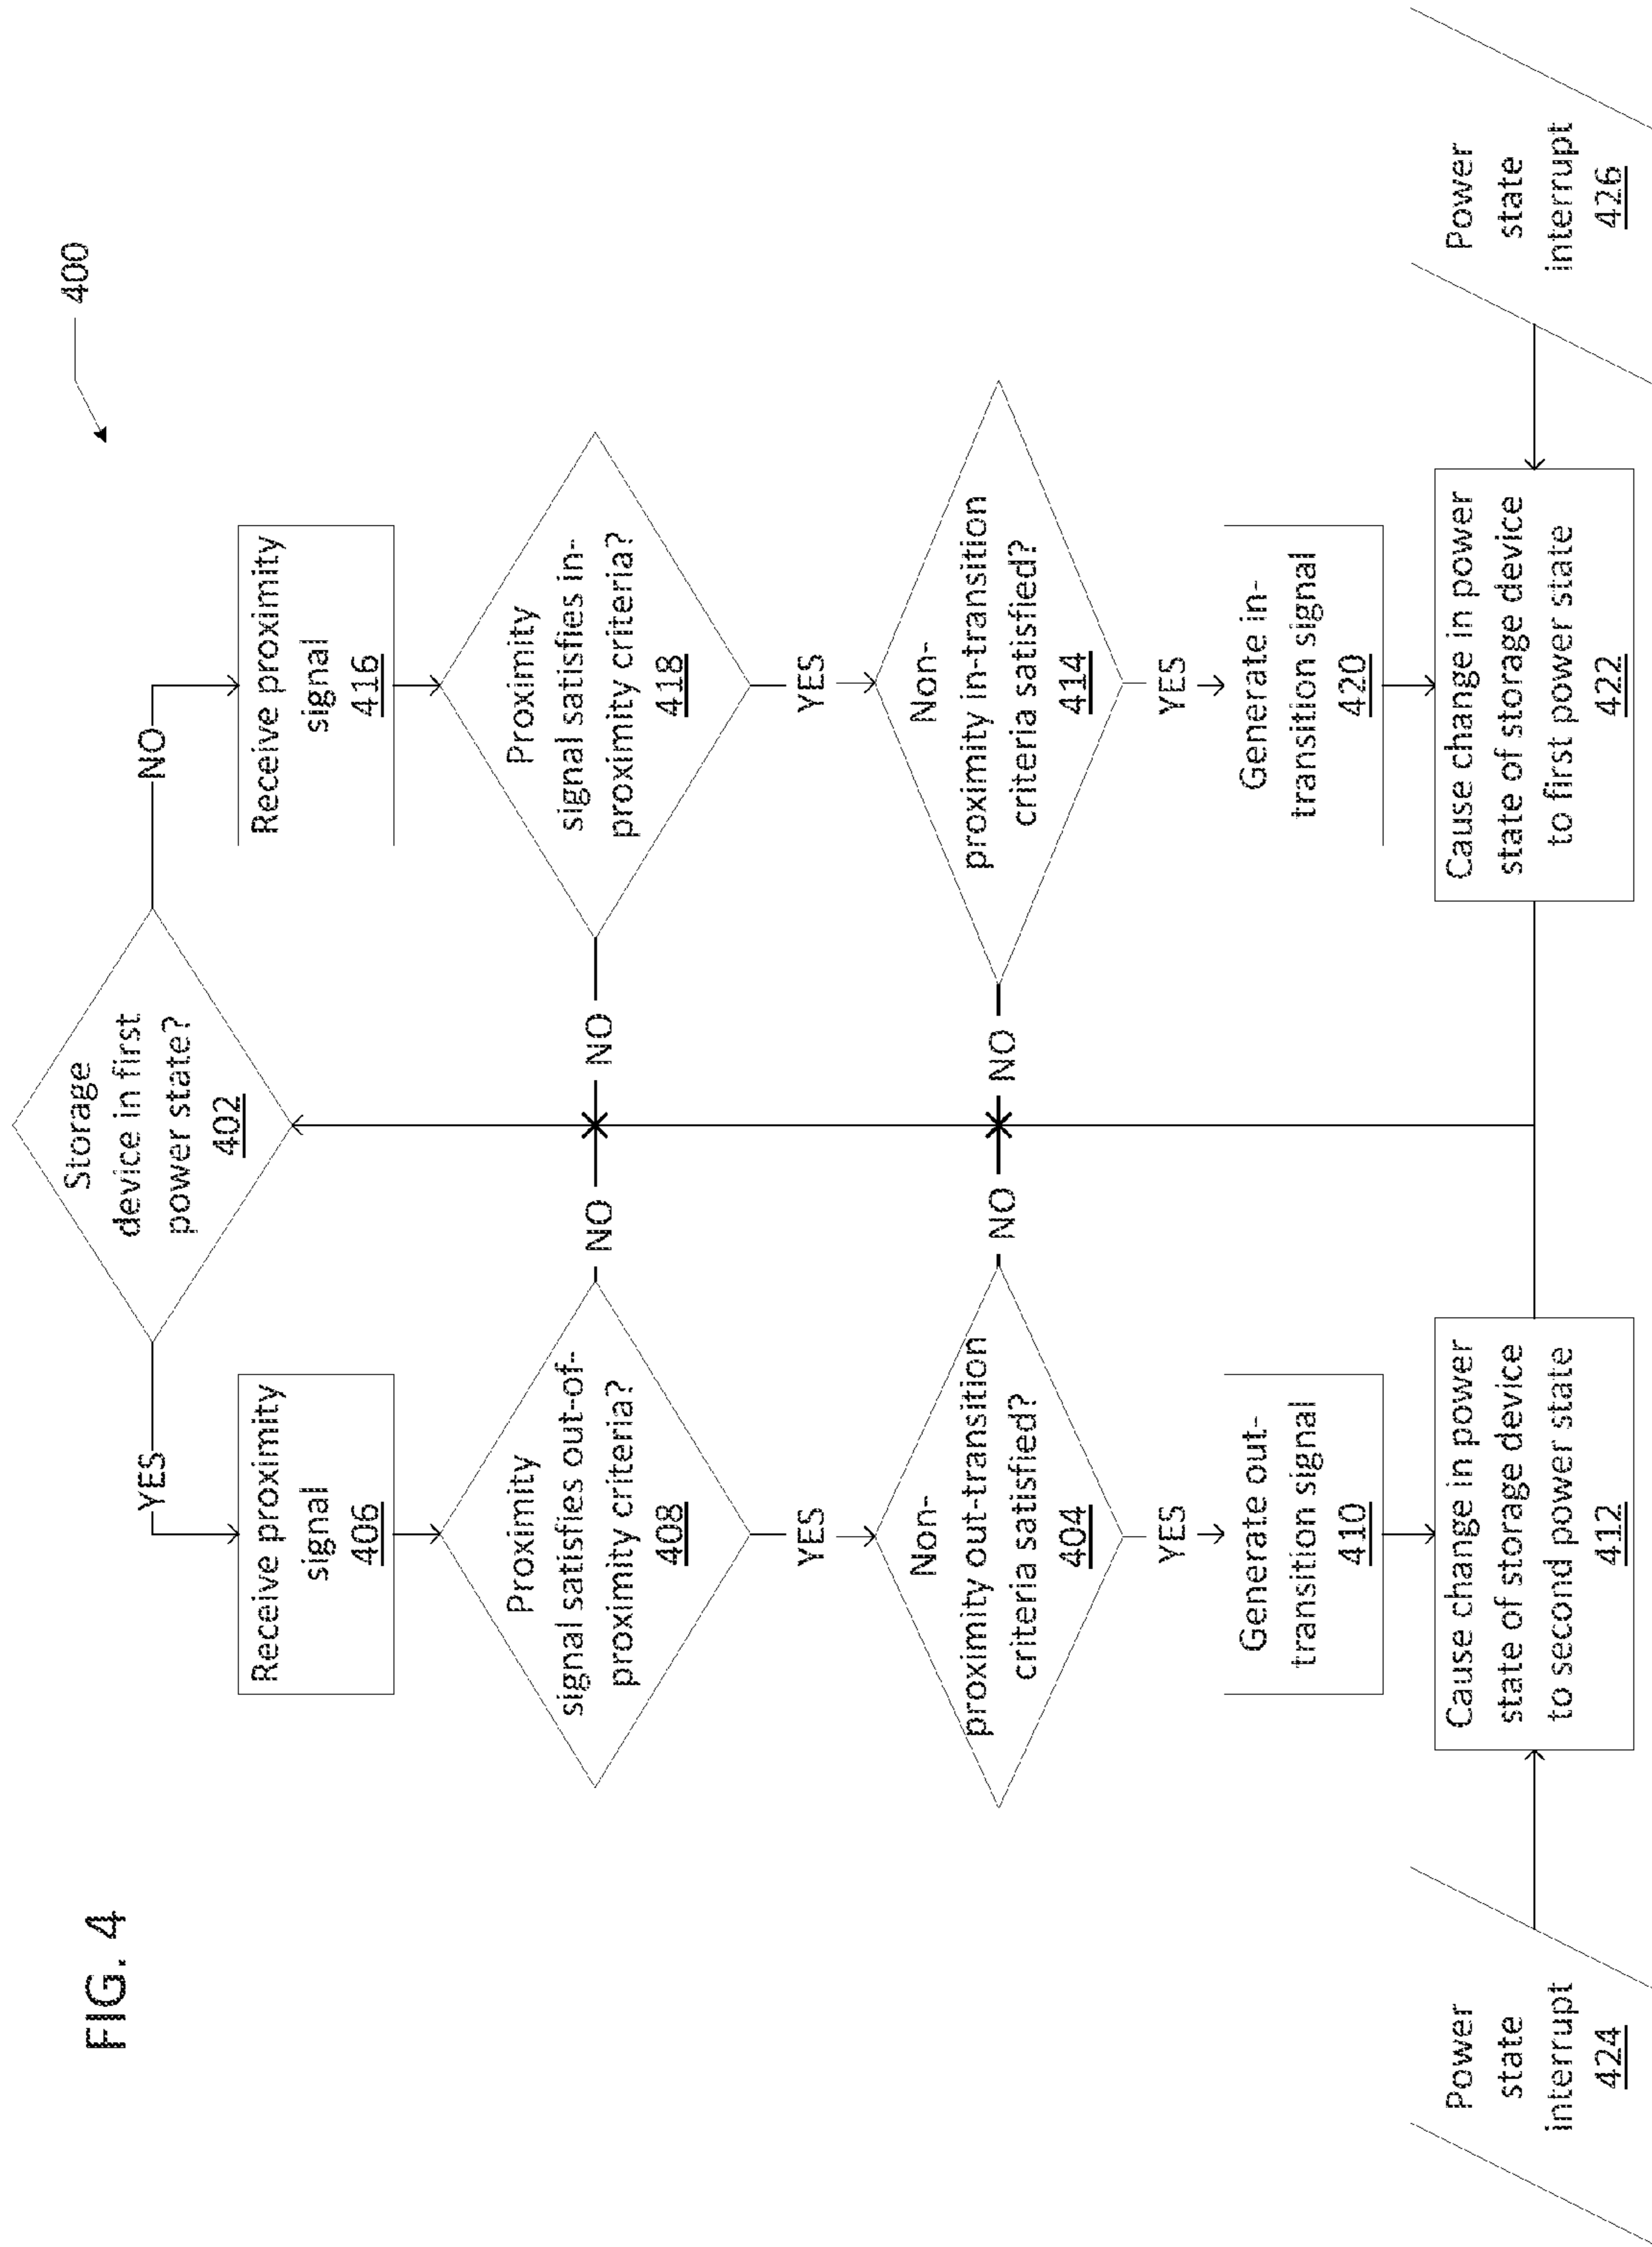 FIG. 4
400
Storage
device in first
power state?
402
YES
NO
Receive proximity
signal
406
Receive proximity
signal
416
Proximity
signal satisfies out-of-
proximity criteria?
408
NO
NO
Proximity
signal satisfies in-
proximity criteria?
418
YES
YES
Non-
proximity out-transition
criteria satisfied?
404
NO
NO
Non-
proximity in-transition
criteria satisfied?
414
YES
YES
Generate out-
transition signal
410
Generate in-
transition signal
420
Power
state
interrupt
424
Cause change in power
state of storage device
to second power state
412
Cause change in power
state of storage device
to first power state
422
Power
state
interrupt
426